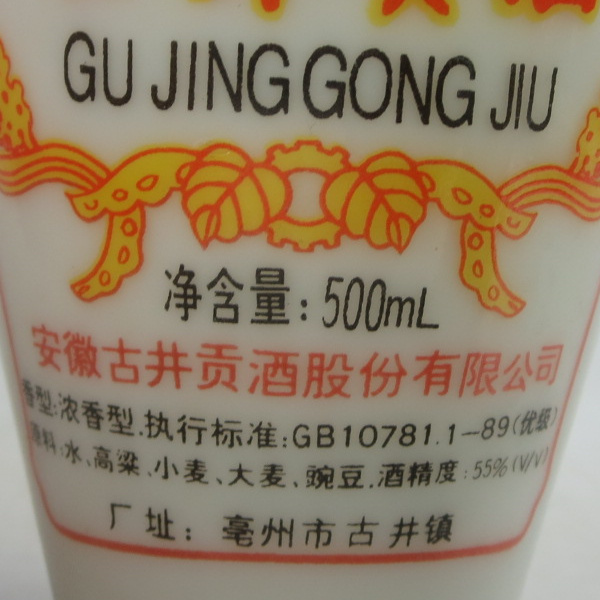 GU JING GONG JIU
净含量:500mL
安徽古井贡酒股份有限公司
香型:浓香型.执行标准:GB10781.1-89(优级)
原料:水、高粱、小麦、大麦、豌豆.酒精度:55%(V/V)
厂址:亳州市古井镇